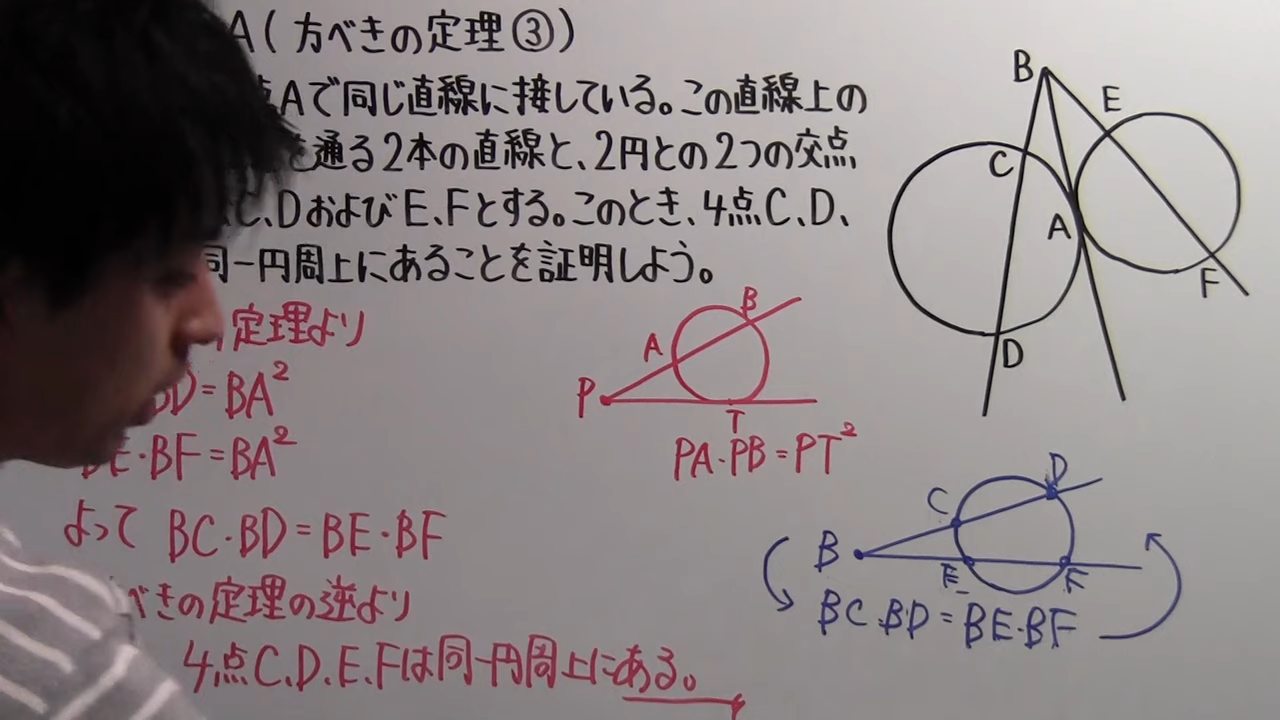 A(方べきの定理③)
点Aで同じ直線に接している。この直線上の
を通る2本の直線と、2円との2つの交点
C、DおよびE、Fとする。このとき、4点C、D、
同一円周上にあることを証明しよう。
定理より
BD=BA²
BE・BF=BA²
よって BC・BD=BE・BF
べきの定理の逆より
4点C、D、E、Fは同一円周上にある。
B
E
C
A
F
D
B
A
P
T
PA・PB=PT²
D
C
B
E
F
BC・BD=BE・BF